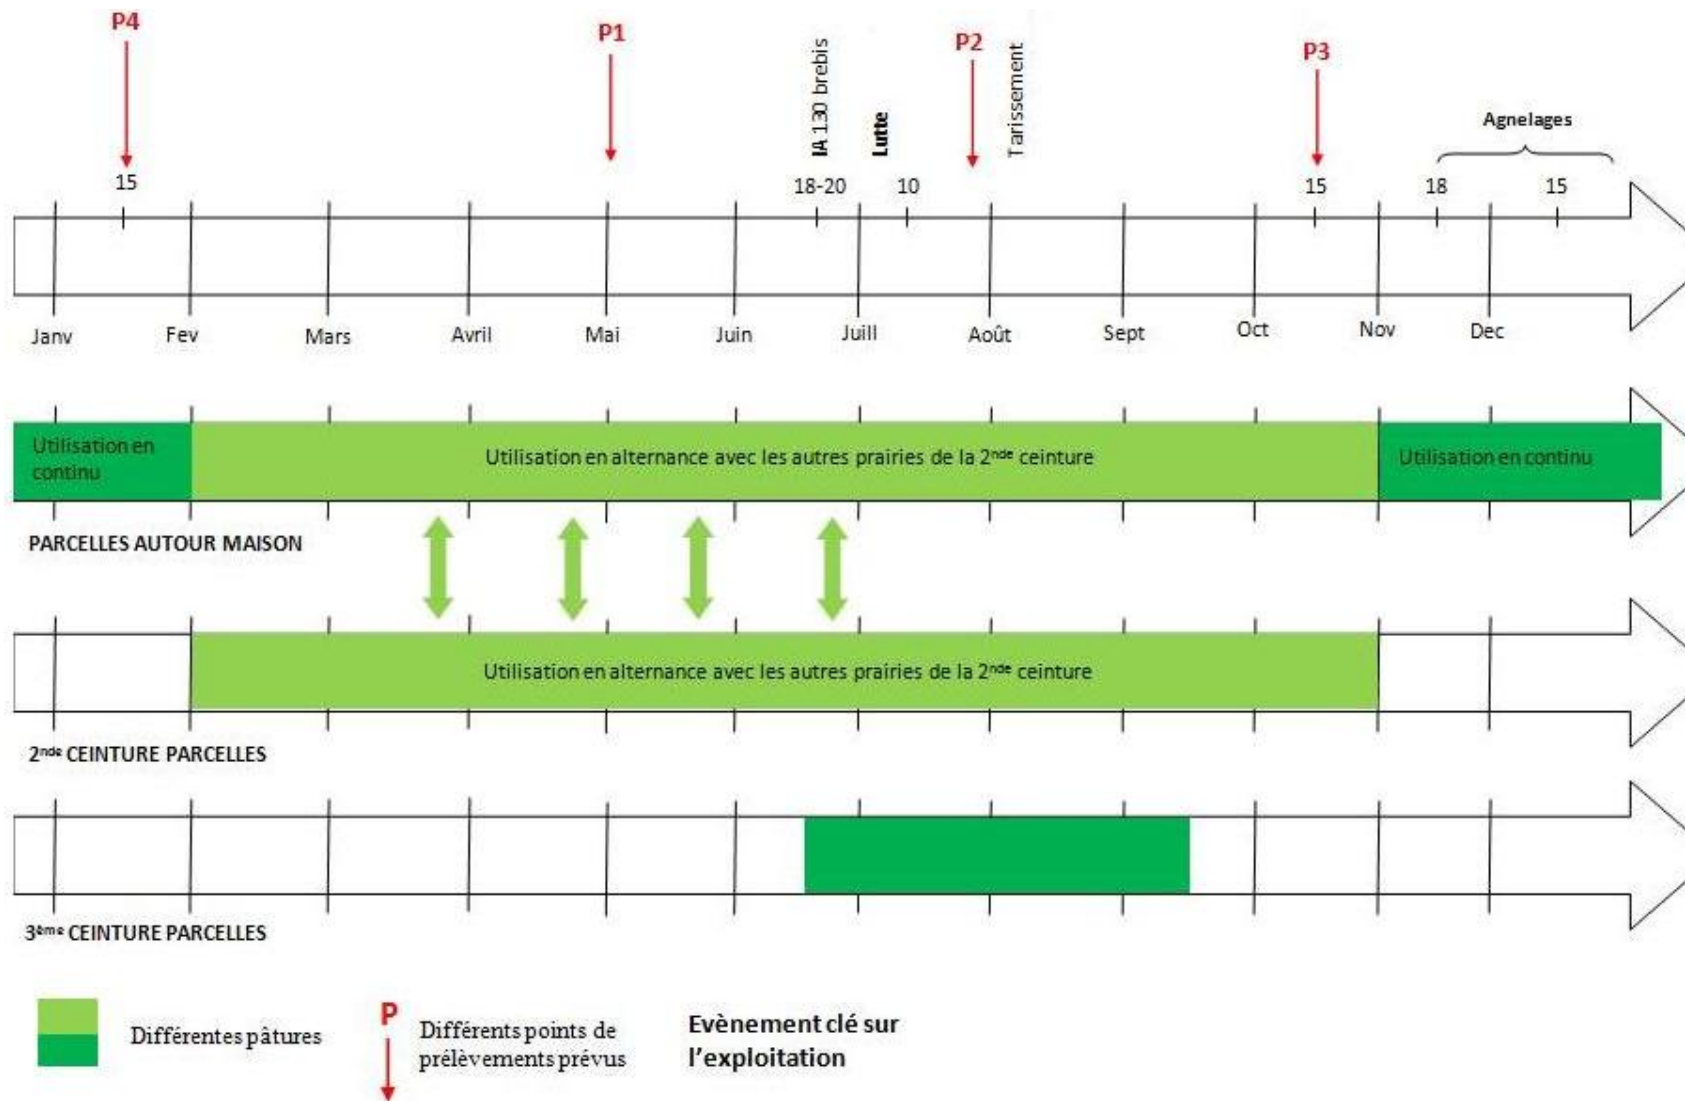 P4
P1
IA 130 brebis
Lutte
P2
Tarissement
P3
Agnelages
15
18-20
10
15
18
15
Janv
Fev
Mars
Avril
Mai
Juin
Juill
Août
Sept
Oct
Nov
Dec
Utilisation en
continu
Utilisation en alternance avec les autres prairies de la 2nde ceinture
Utilisation en continu
PARCELLES AUTOUR MAISON
Utilisation en alternance avec les autres prairies de la 2nde ceinture
2nde CEINTURE PARCELLES
3ème CEINTURE PARCELLES
Différentes pâtures
P
Différents points de
prélèvements prévus
Evènement clé sur
l'exploitation